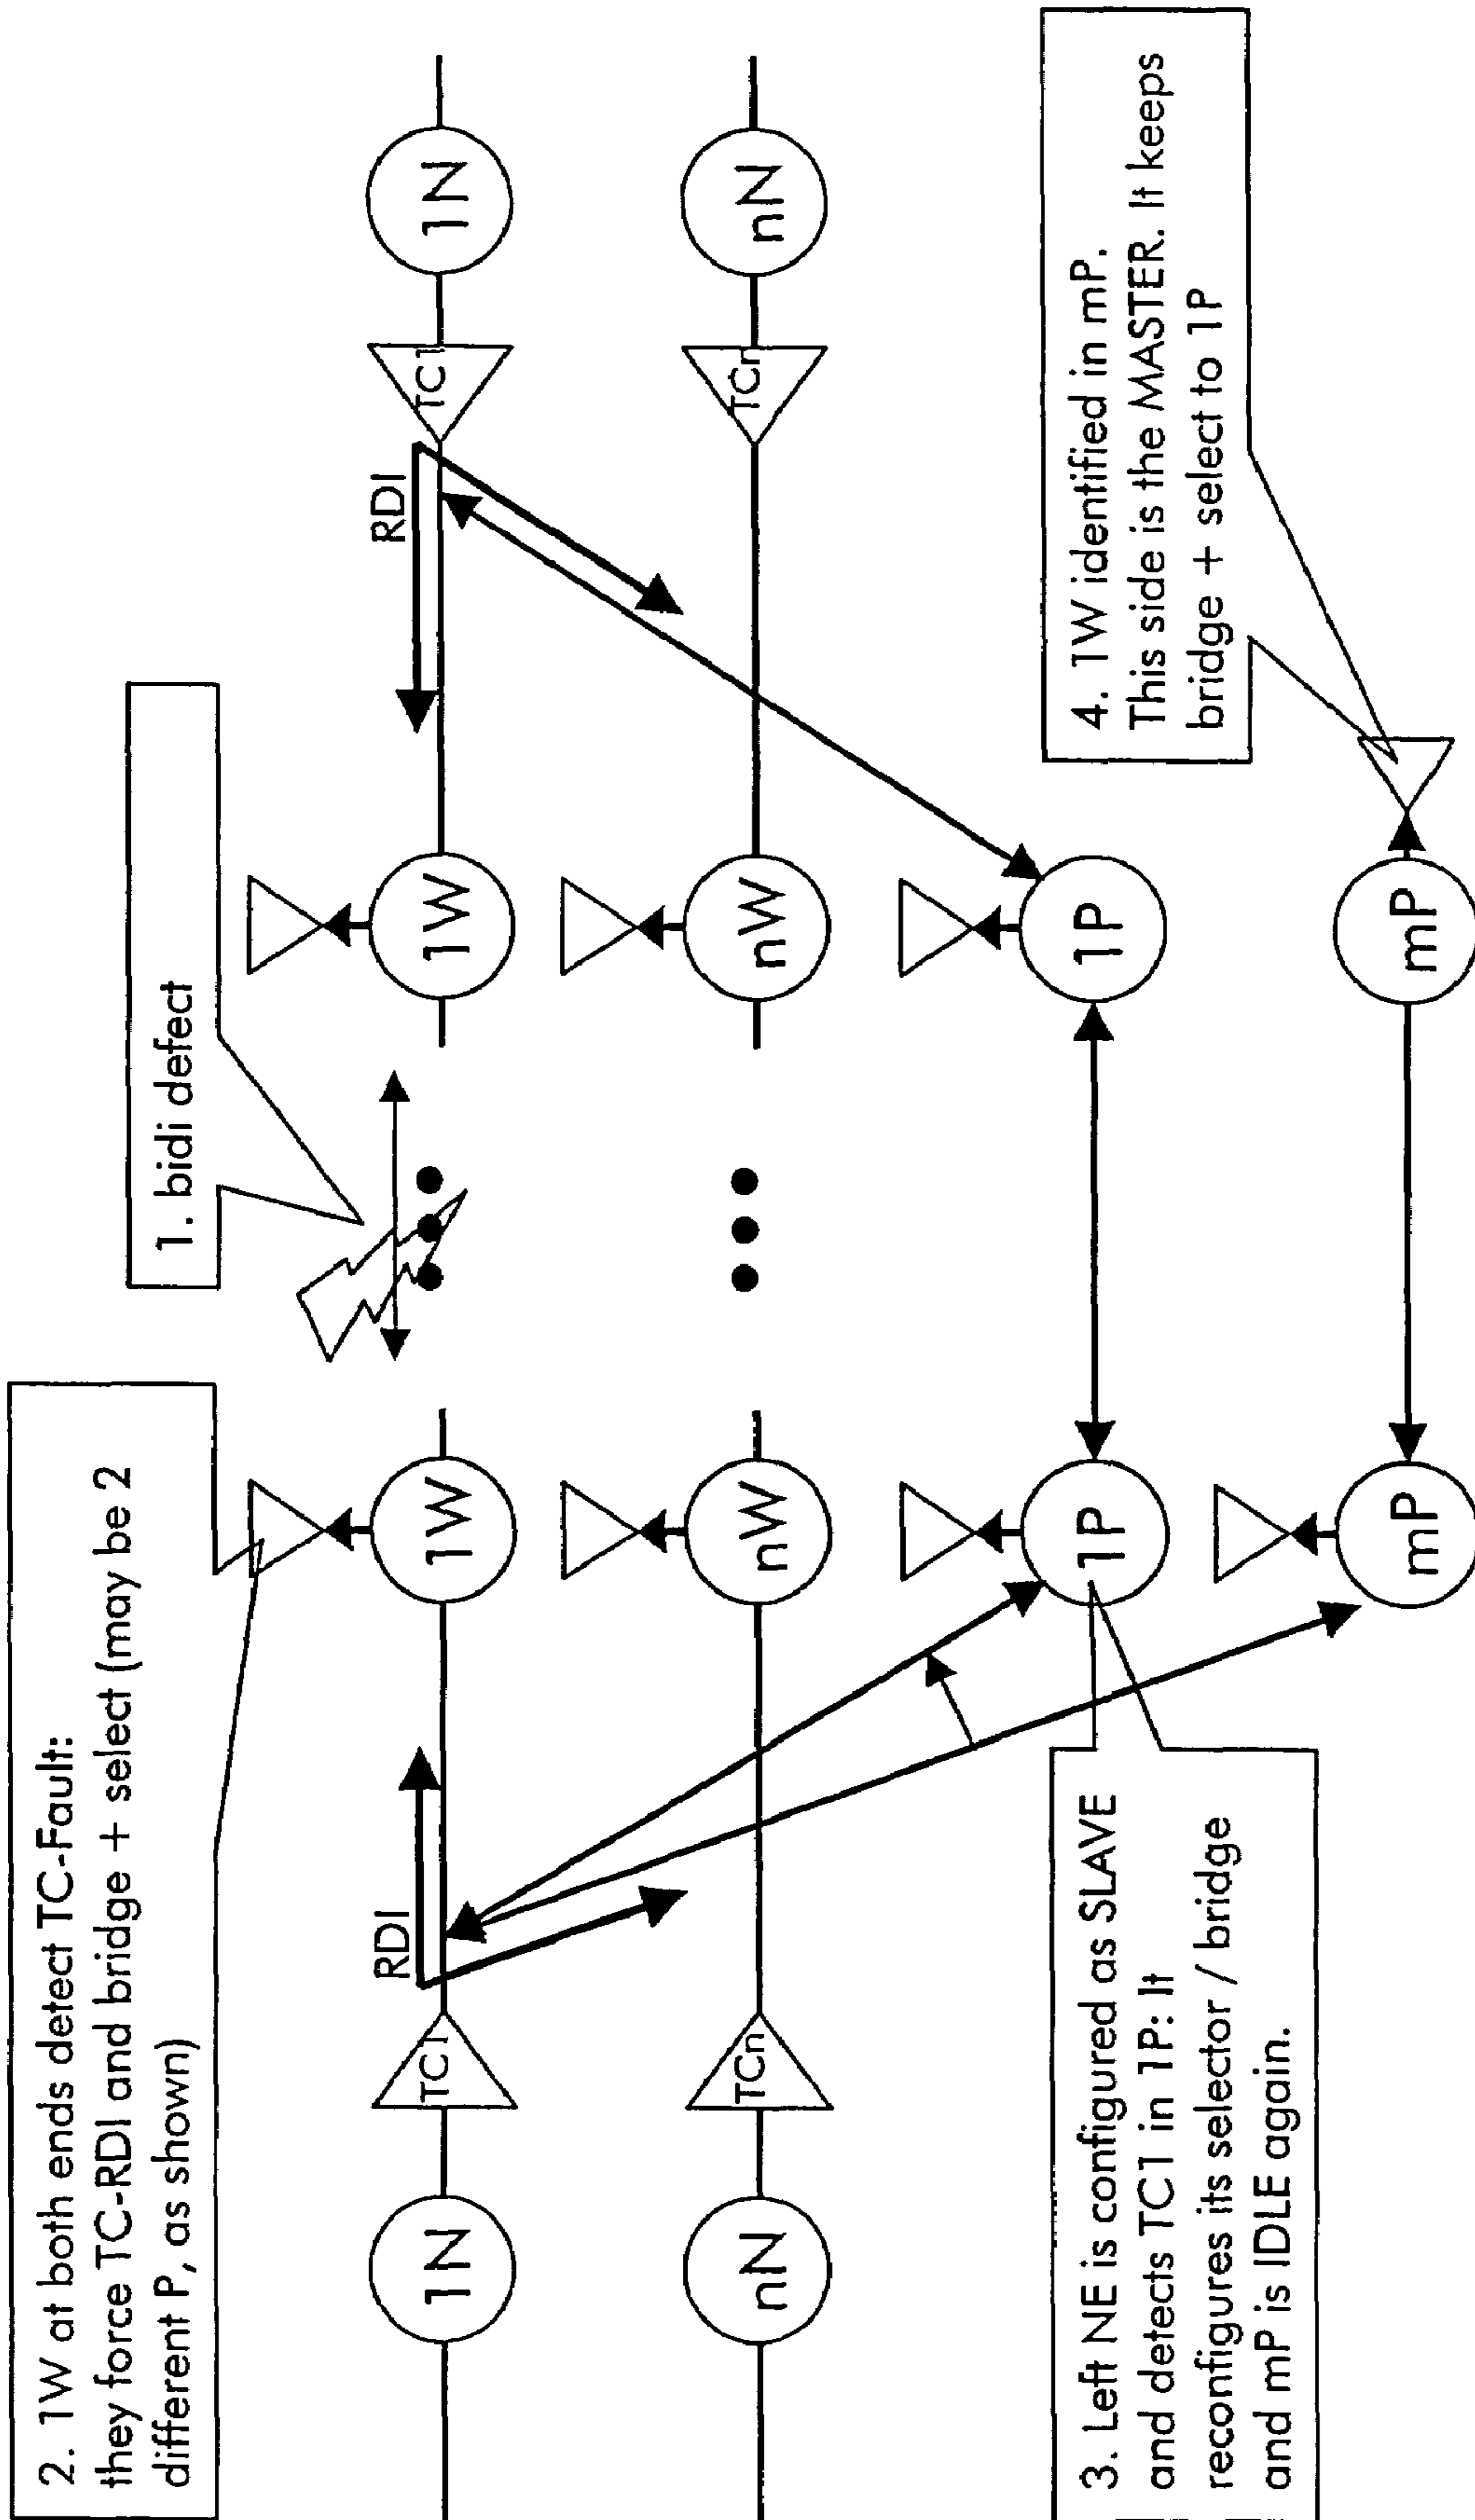 2. 1W at both ends detect TC-Fault:
they force TC-RDI and bridge + select (may be 2
different P, as shown)
1. bidi defect
RDI
RDI
1N
TC1
1W
1W
TC1
1N
nN
TCn
nW
nW
TCn
nN
3. Left NE is configured as SLAVE
and detects TC1 in 1P: It
reconfigures its selector / bridge
and mP is IDLE again.
1P
1P
4. 1W identified in mP.
This side is the MASTER. It keeps
bridge + select to 1P
mP
mP